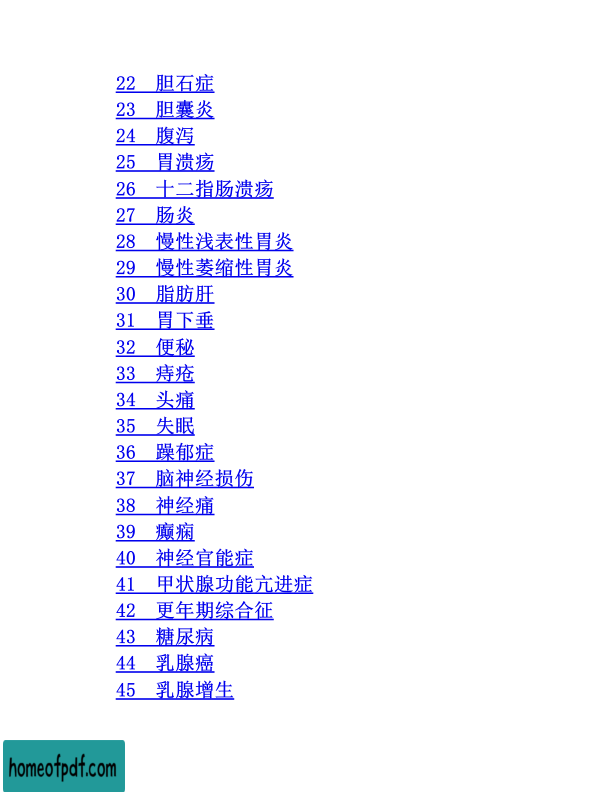 22 胆石症
23 胆囊炎
24 腹泻
25 胃溃疡
26 十二指肠溃疡
27 肠炎
28 慢性浅表性胃炎
29 慢性萎缩性胃炎
30 脂肪肝
31 胃下垂
32 便秘
33 痔疮
34 头痛
35 失眠
36 躁郁症
37 脑神经损伤
38 神经痛
39 癫痫
40 神经官能症
41 甲状腺功能亢进症
42 更年期综合征
43 糖尿病
44 乳腺癌
45 乳腺增生
homeofpdf.com